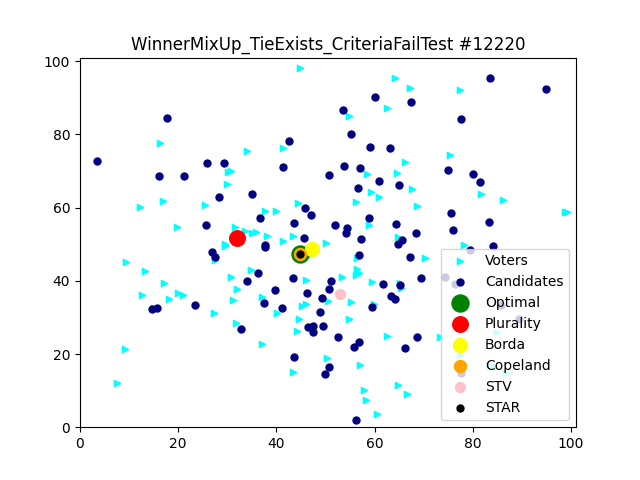 WinnerMixUp_TieExists_CriteriaFailTest #12220
100
80
60
40
20
0
0 20 40 60 80 100
Voters
Candidates
Optimal
Plurality
Borda
Copeland
STV
STAR